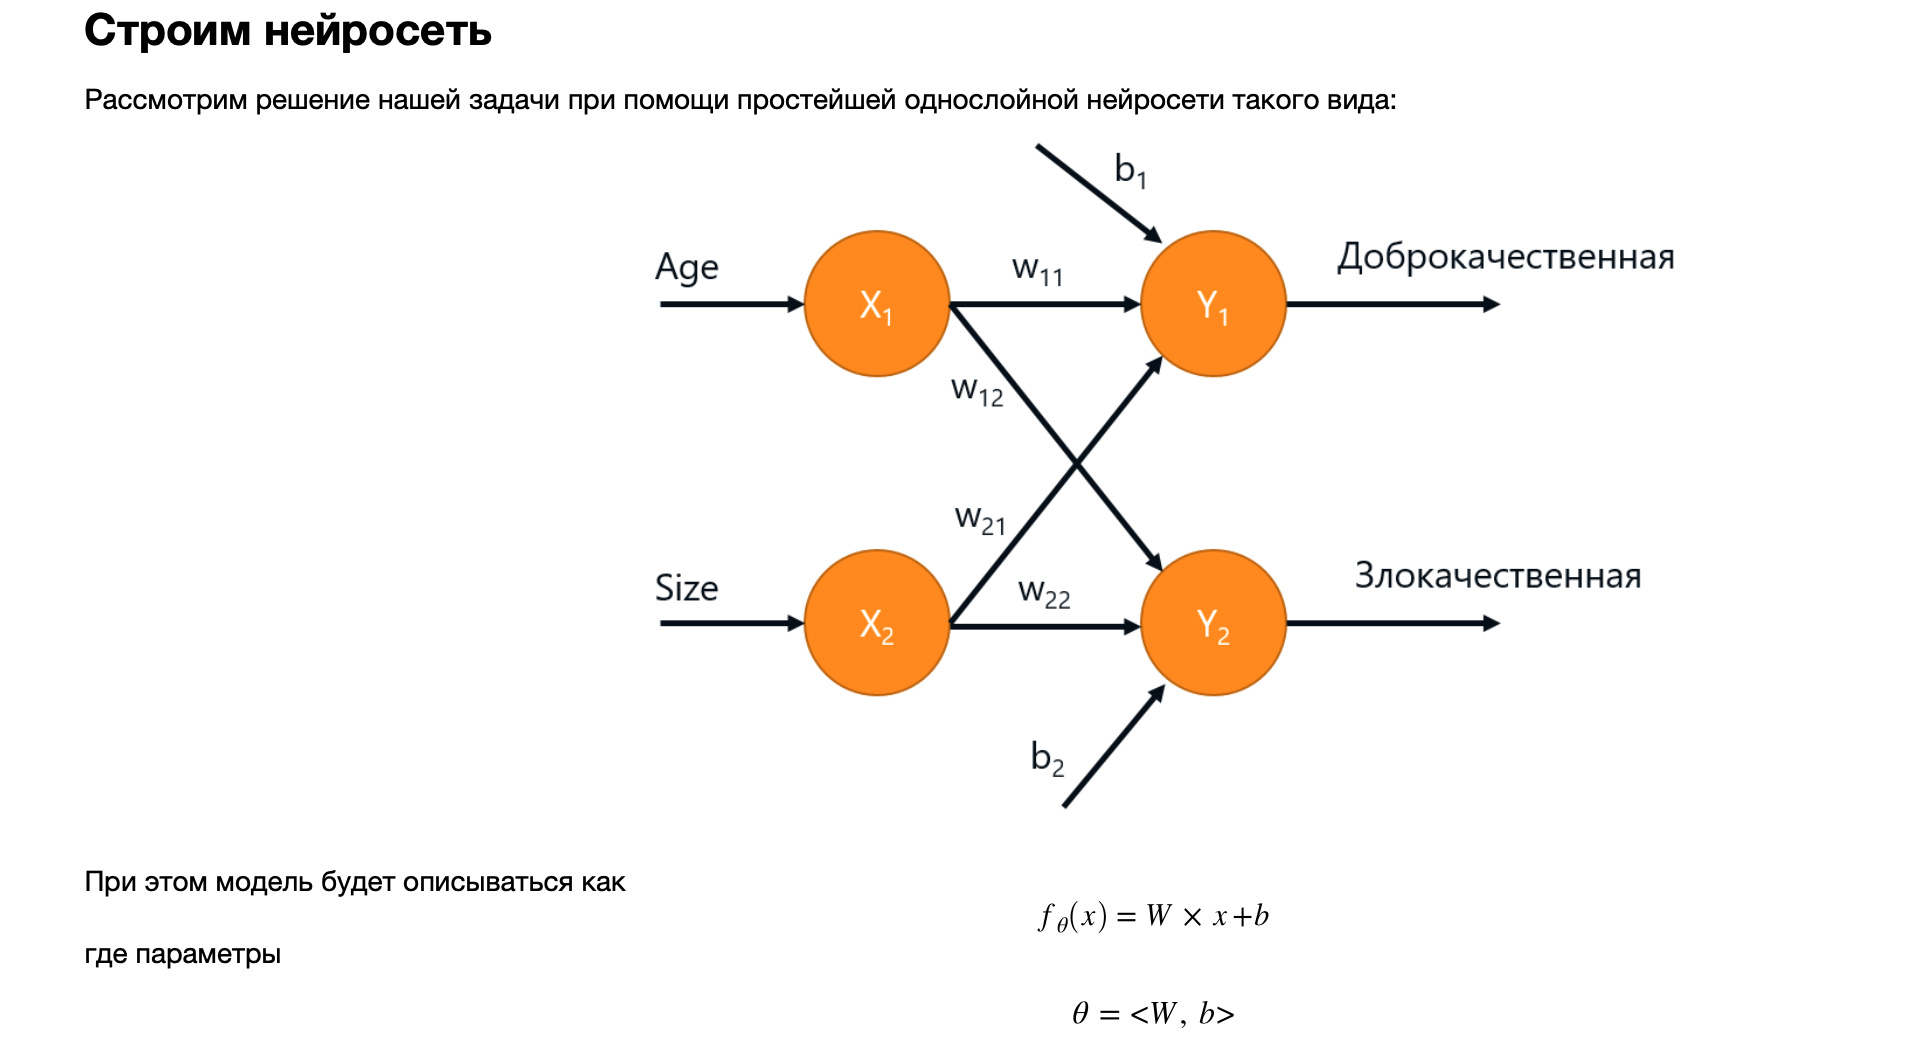 Строим нейросеть
Рассмотрим решение нашей задачи при помощи простейшей однослойной нейросети такого вида:
b₁
Age
w₁₁
Доброкачественная
X₁
Y₁
w₁₂
w₂₁
Size
w₂₂
Злокачественная
X₂
Y₂
b₂
При этом модель будет описываться как
f_θ(x) = W × x+b
где параметры
θ = <W, b>